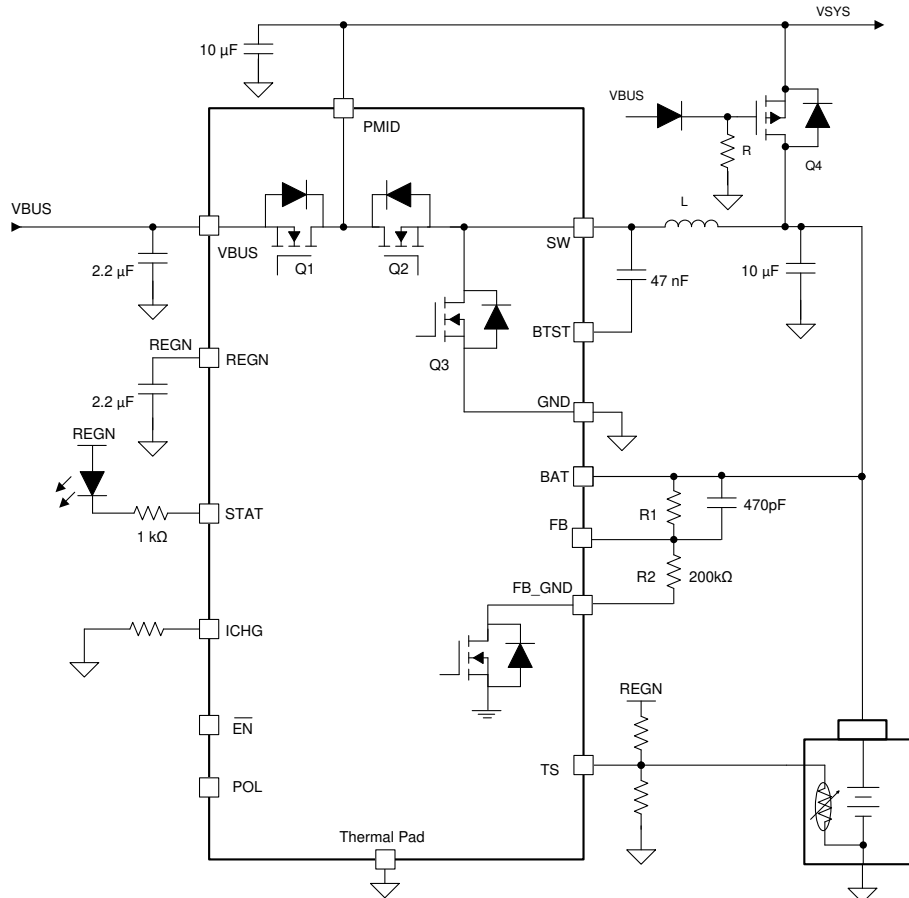 VSYS
10 µF
VBUS
PMID
R
Q4
VBUS
VBUS
Q1
Q2
SW
L
2.2 µF
47 nF
10 µF
Q3
BTST
REGN
REGN
2.2 µF
GND
REGN
BAT
R1
470pF
STAT
1 kΩ
FB
R2
200kΩ
FB_GND
ICHG
REGN
EN
TS
POL
Thermal Pad